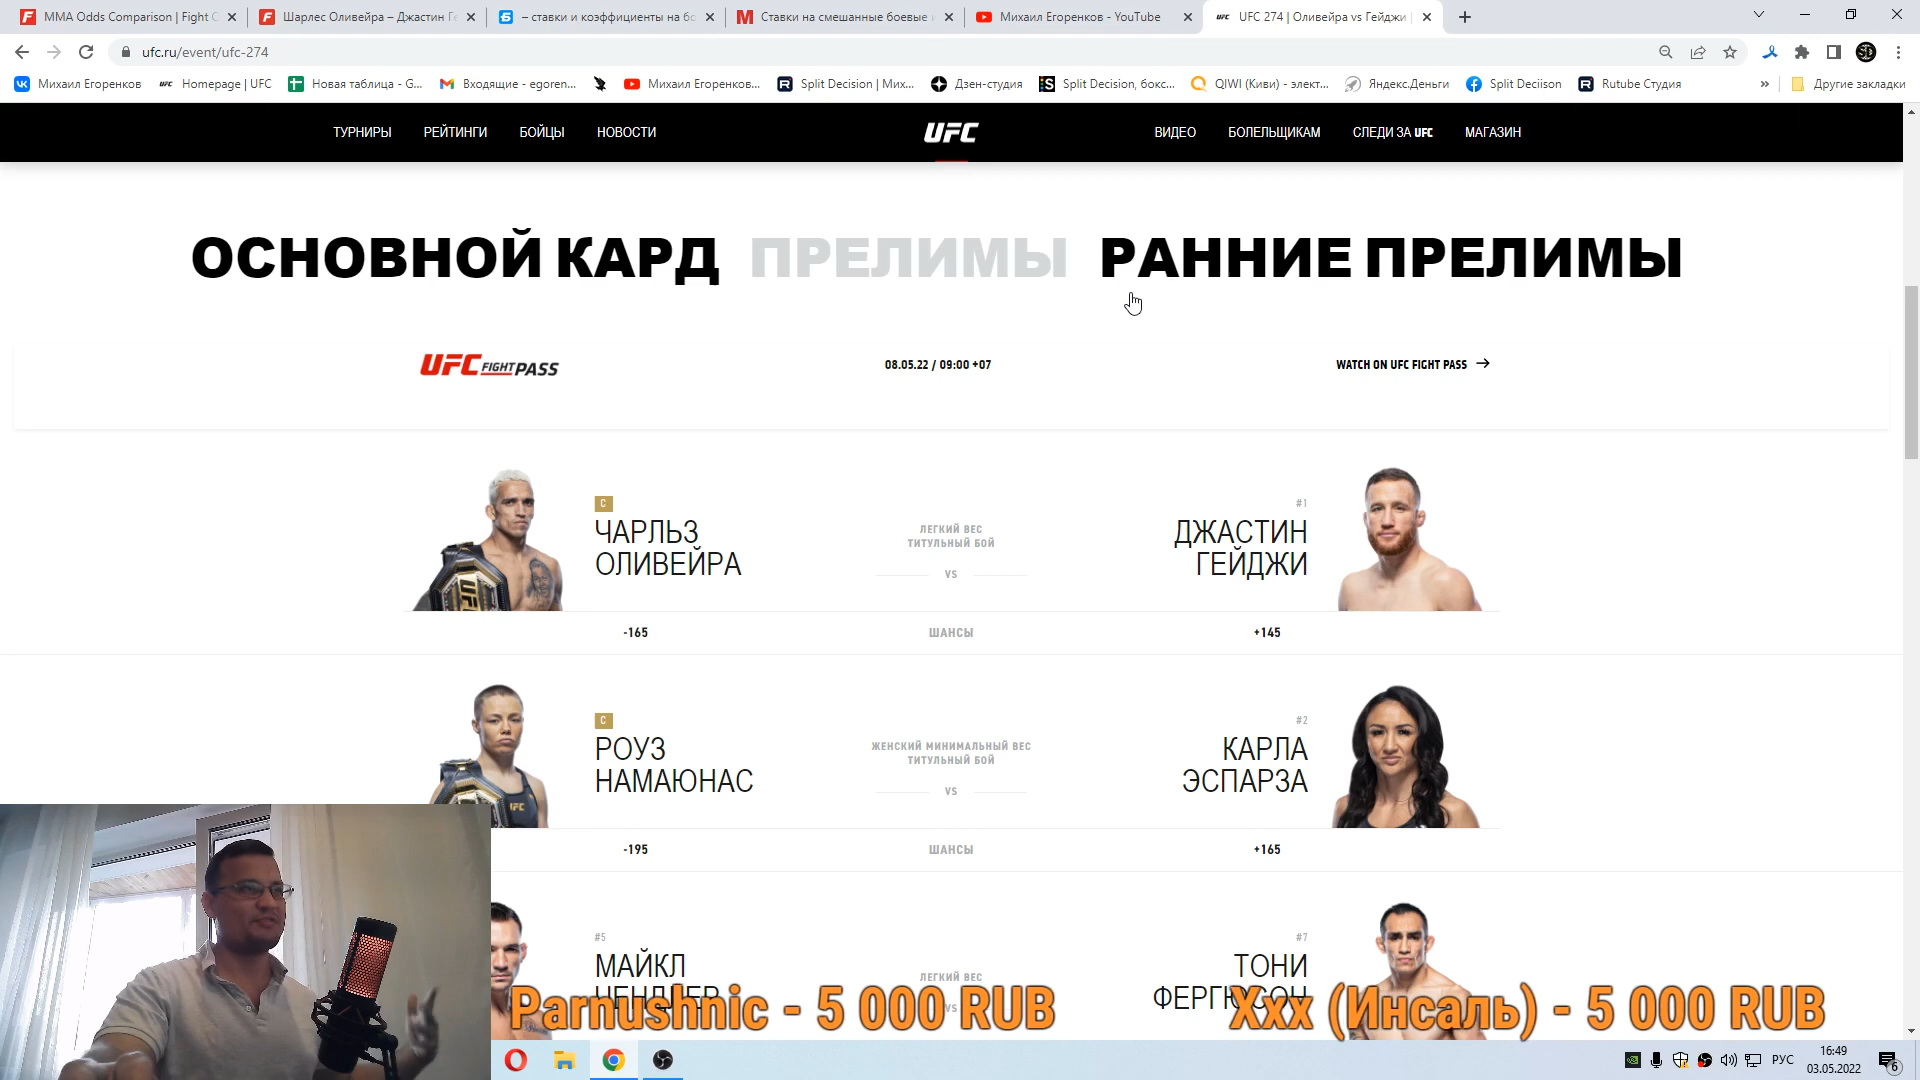 MMA Odds Comparison | Fight O
Шарлес Оливейра – Джастин Ге
– ставки и коэффициенты на бо
Ставки на смешанные боевые и
Михаил Егоренков - YouTube
UFC 274 | Оливейра vs Гейджи |
ufc.ru/event/ufc-274
Михаил Егоренков
Homepage | UFC
Новая таблица - G...
Входящие - egoren...
Михаил Егоренков...
Split Decision | Мих...
Дзен-студия
Split Decision, бокс...
QIWI (Киви) - элект...
Яндекс.Деньги
Split Deciison
Rutube Студия
»
Другие закладки
ТУРНИРЫ РЕЙТИНГИ БОЙЦЫ НОВОСТИ UFC ВИДЕО БОЛЕЛЬЩИКАМ СЛЕДИ ЗА UFC МАГАЗИН
ОСНОВНОЙ КАРД ПРЕЛИМЫ РАННИЕ ПРЕЛИМЫ
UFC FIGHT PASS 08.05.22 / 09:00 +07 WATCH ON UFC FIGHT PASS
C
ЧАРЛЬЗ
ОЛИВЕЙРА
ЛЕГКИЙ ВЕС
ТИТУЛЬНЫЙ БОЙ
VS
#1
ДЖАСТИН
ГЕЙДЖИ
-165 ШАНСЫ +145
C
РОУЗ
НАМАЮНАС
ЖЕНСКИЙ МИНИМАЛЬНЫЙ ВЕС
ТИТУЛЬНЫЙ БОЙ
VS
#2
КАРЛА
ЭСПАРЗА
-195 ШАНСЫ +165
#5
МАЙКЛ
ЧЕНДЛЕР
ЛЕГКИЙ ВЕС
VS
#7
ТОНИ
ФЕРГЮСОН
Parnushnic - 5 000 RUB Xxx (Инсаль) - 5 000 RUB
РУС
16:49
03.05.2022
6